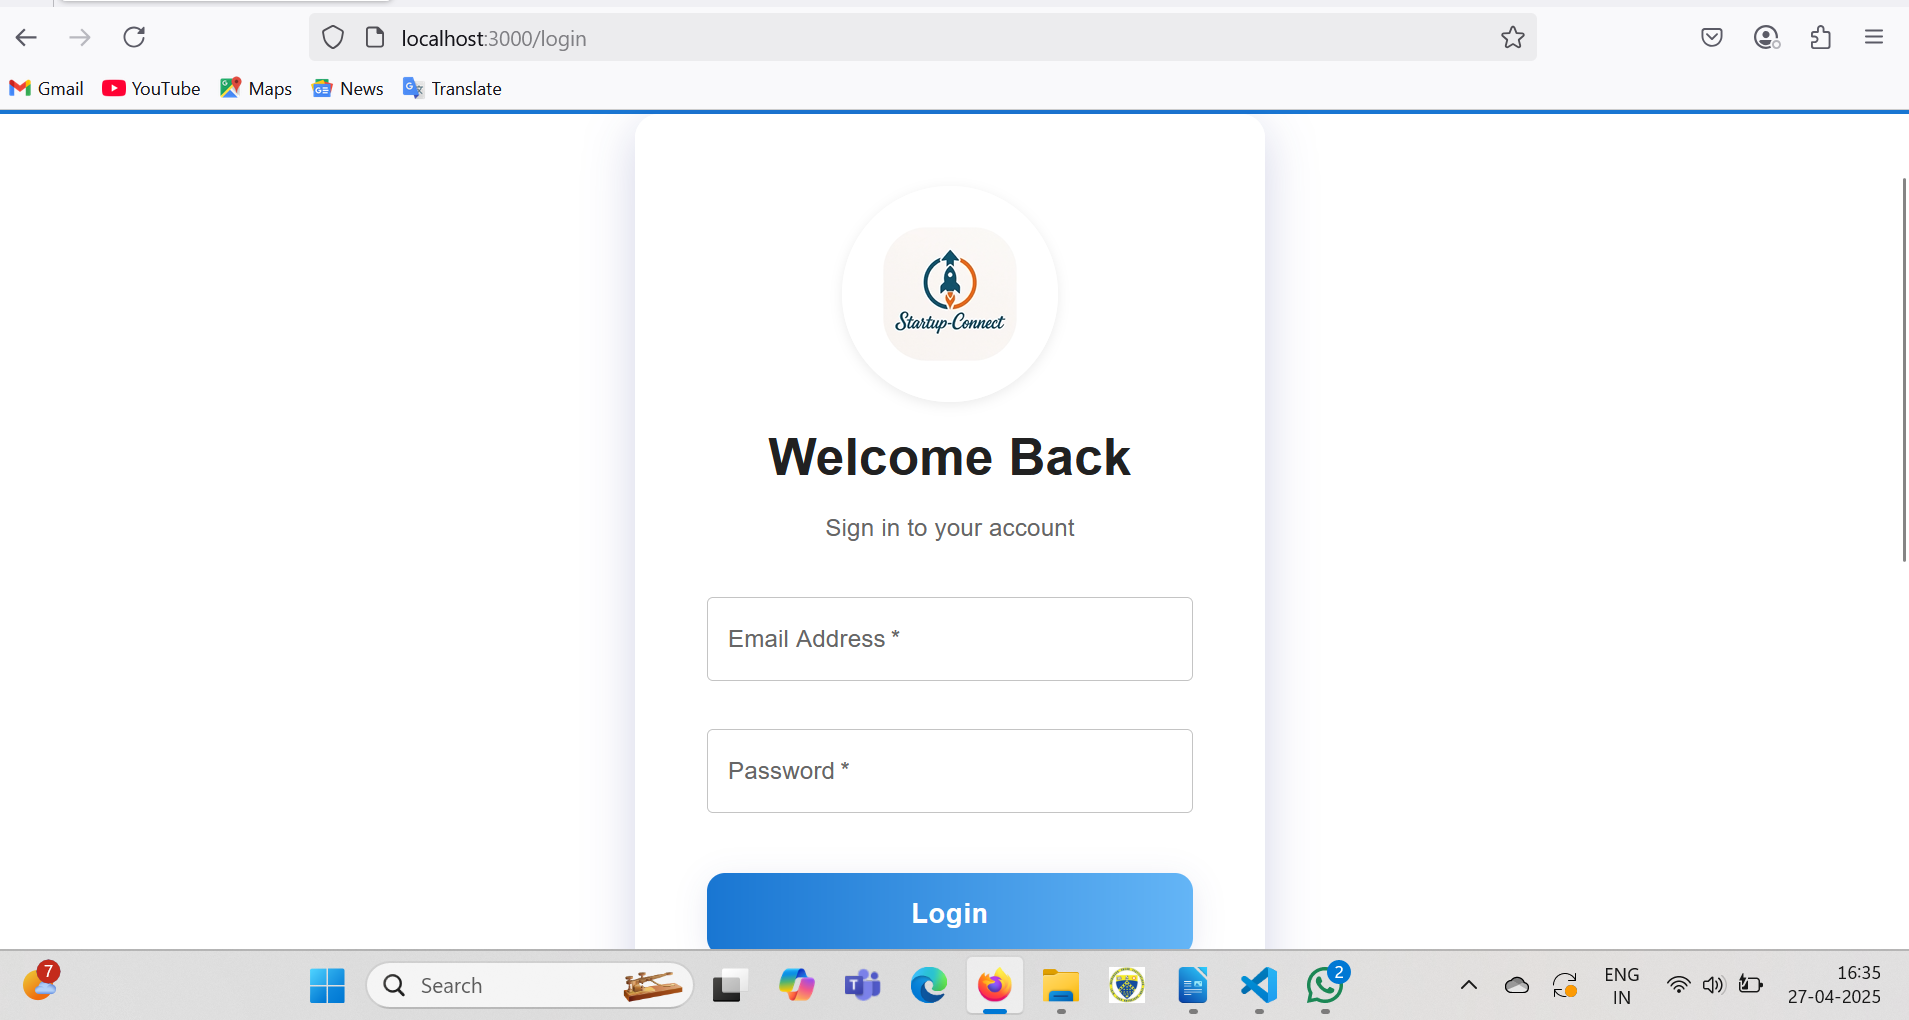 localhost:3000/login
Gmail YouTube Maps News Translate
Startup-Connect
Welcome Back
Sign in to your account
Email Address *
Password *
Login
7
Search
2
ENG
IN
16:35
27-04-2025